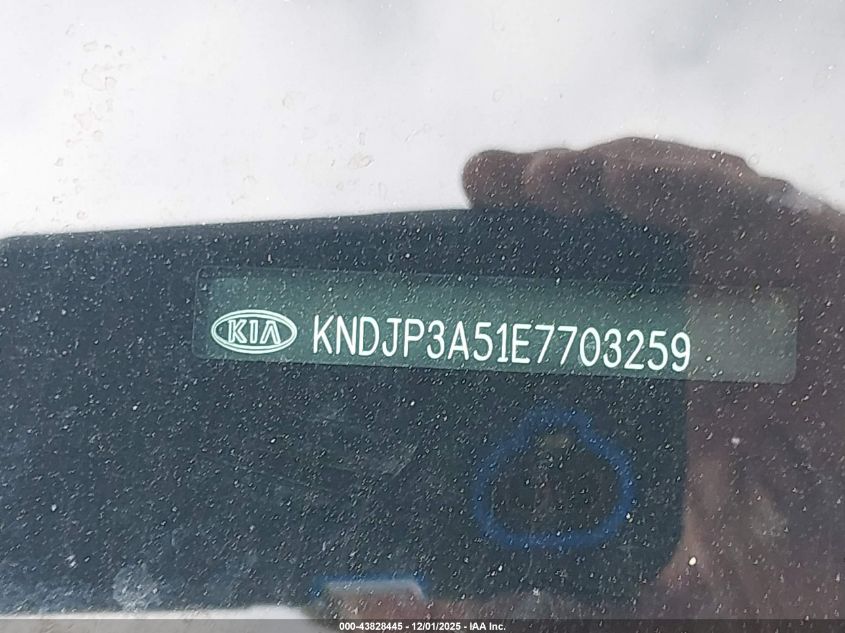 KIA KNDJP3A51E7703259
000-43828445 - 12/01/2025 - IAA Inc.